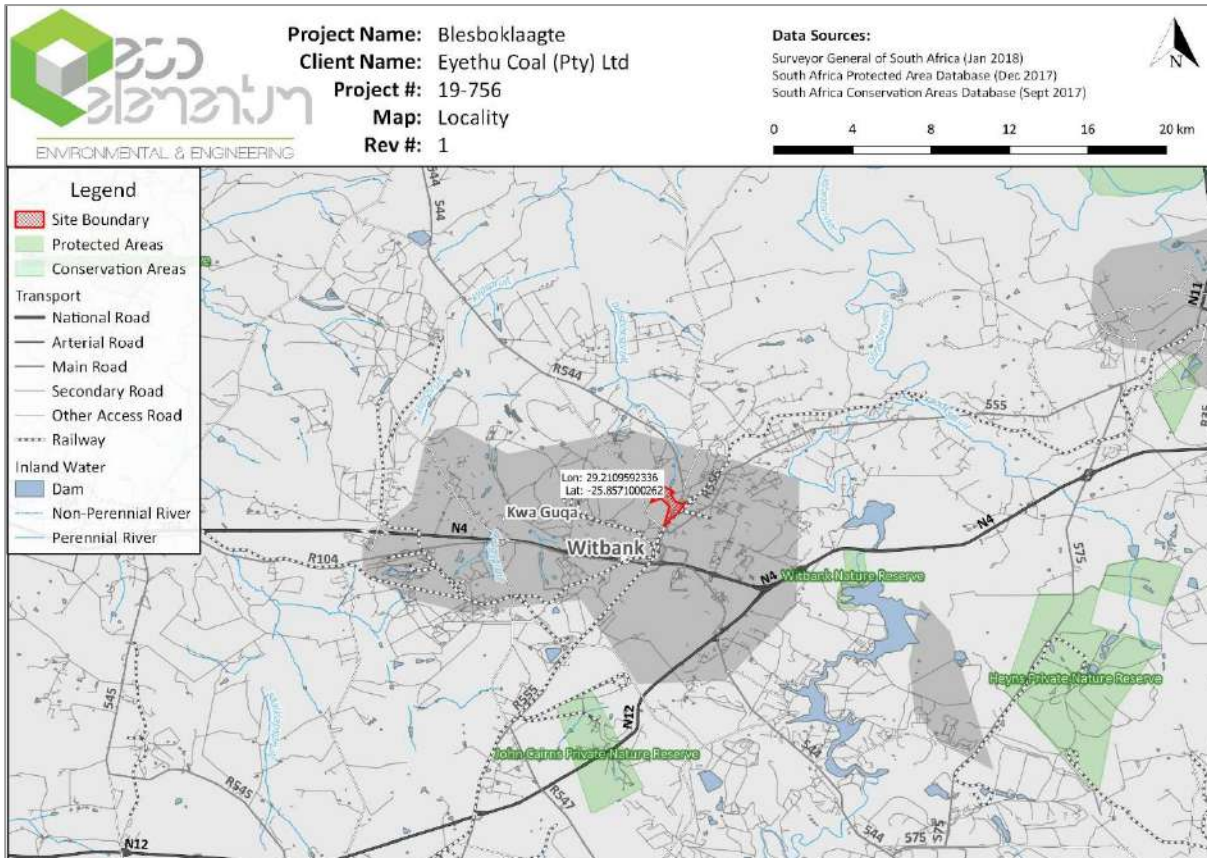 eco
elementum
ENVIRONMENTAL & ENGINEERING
Project Name: Blesboklaagte
Client Name: Eyethu Coal (Pty) Ltd
Project #: 19-756
Map: Locality
Rev #: 1
Data Sources:
Surveyor General of South Africa (Jan 2018)
South Africa Protected Area Database (Dec 2017)
South Africa Conservation Areas Database (Sept 2017)
N
0 4 8 12 16 20 km
Legend
Site Boundary
Protected Areas
Conservation Areas
Transport
National Road
Arterial Road
Main Road
Secondary Road
Other Access Road
Railway
Inland Water
Dam
Non-Perennial River
Perennial River
544
R544
N11
555
R35
Lon: 29.2109592336
Lat: -25.8571000262
Kwa Guqa
Witbank
N4
N4
N4
R104
575
Witbank Nature Reserve
Heyns Private Nature Reserve
John Cairns Private Nature Reserve
545
R555
N12
R545
R547
544
544
575
575
N12